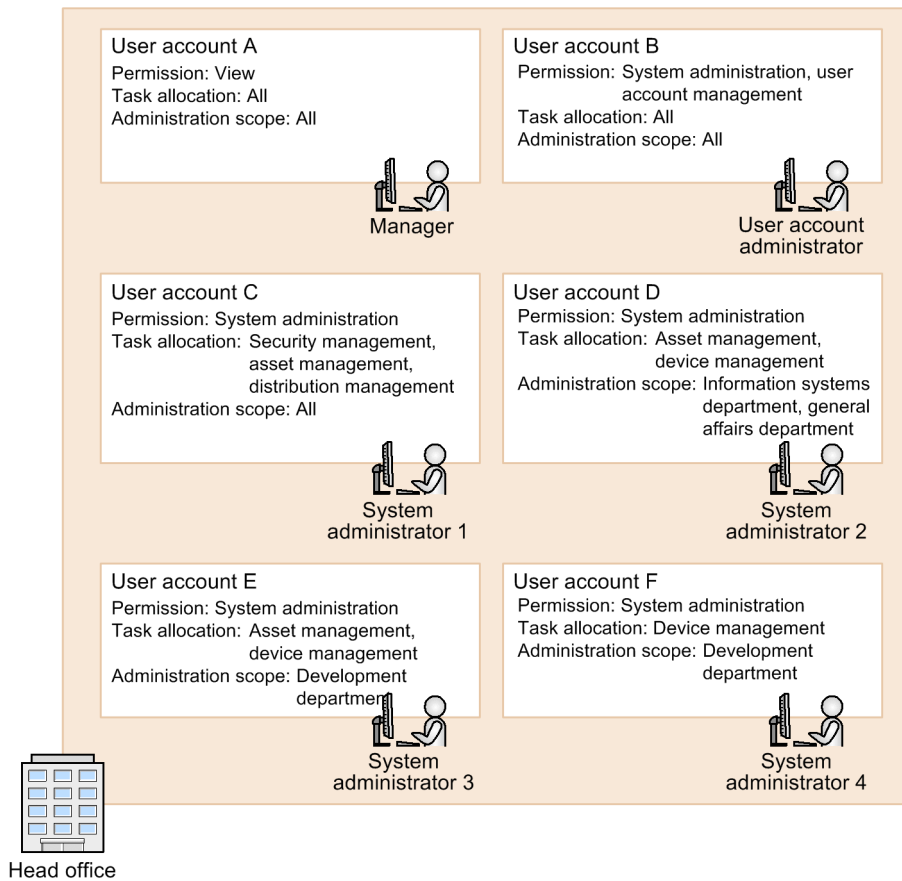 User account A
Permission: View
Task allocation: All
Administration scope: All
Manager
User account B
Permission: System administration, user
account management
Task allocation: All
Administration scope: All
User account
administrator
User account C
Permission: System administration
Task allocation: Security management,
asset management,
distribution management
Administration scope: All
System
administrator 1
User account D
Permission: System administration
Task allocation: Asset management,
device management
Administration scope: Information systems
department, general
affairs department
System
administrator 2
User account E
Permission: System administration
Task allocation: Asset management,
device management
Administration scope: Development
department
System
administrator 3
User account F
Permission: System administration
Task allocation: Device management
Administration scope: Development
department
System
administrator 4
Head office